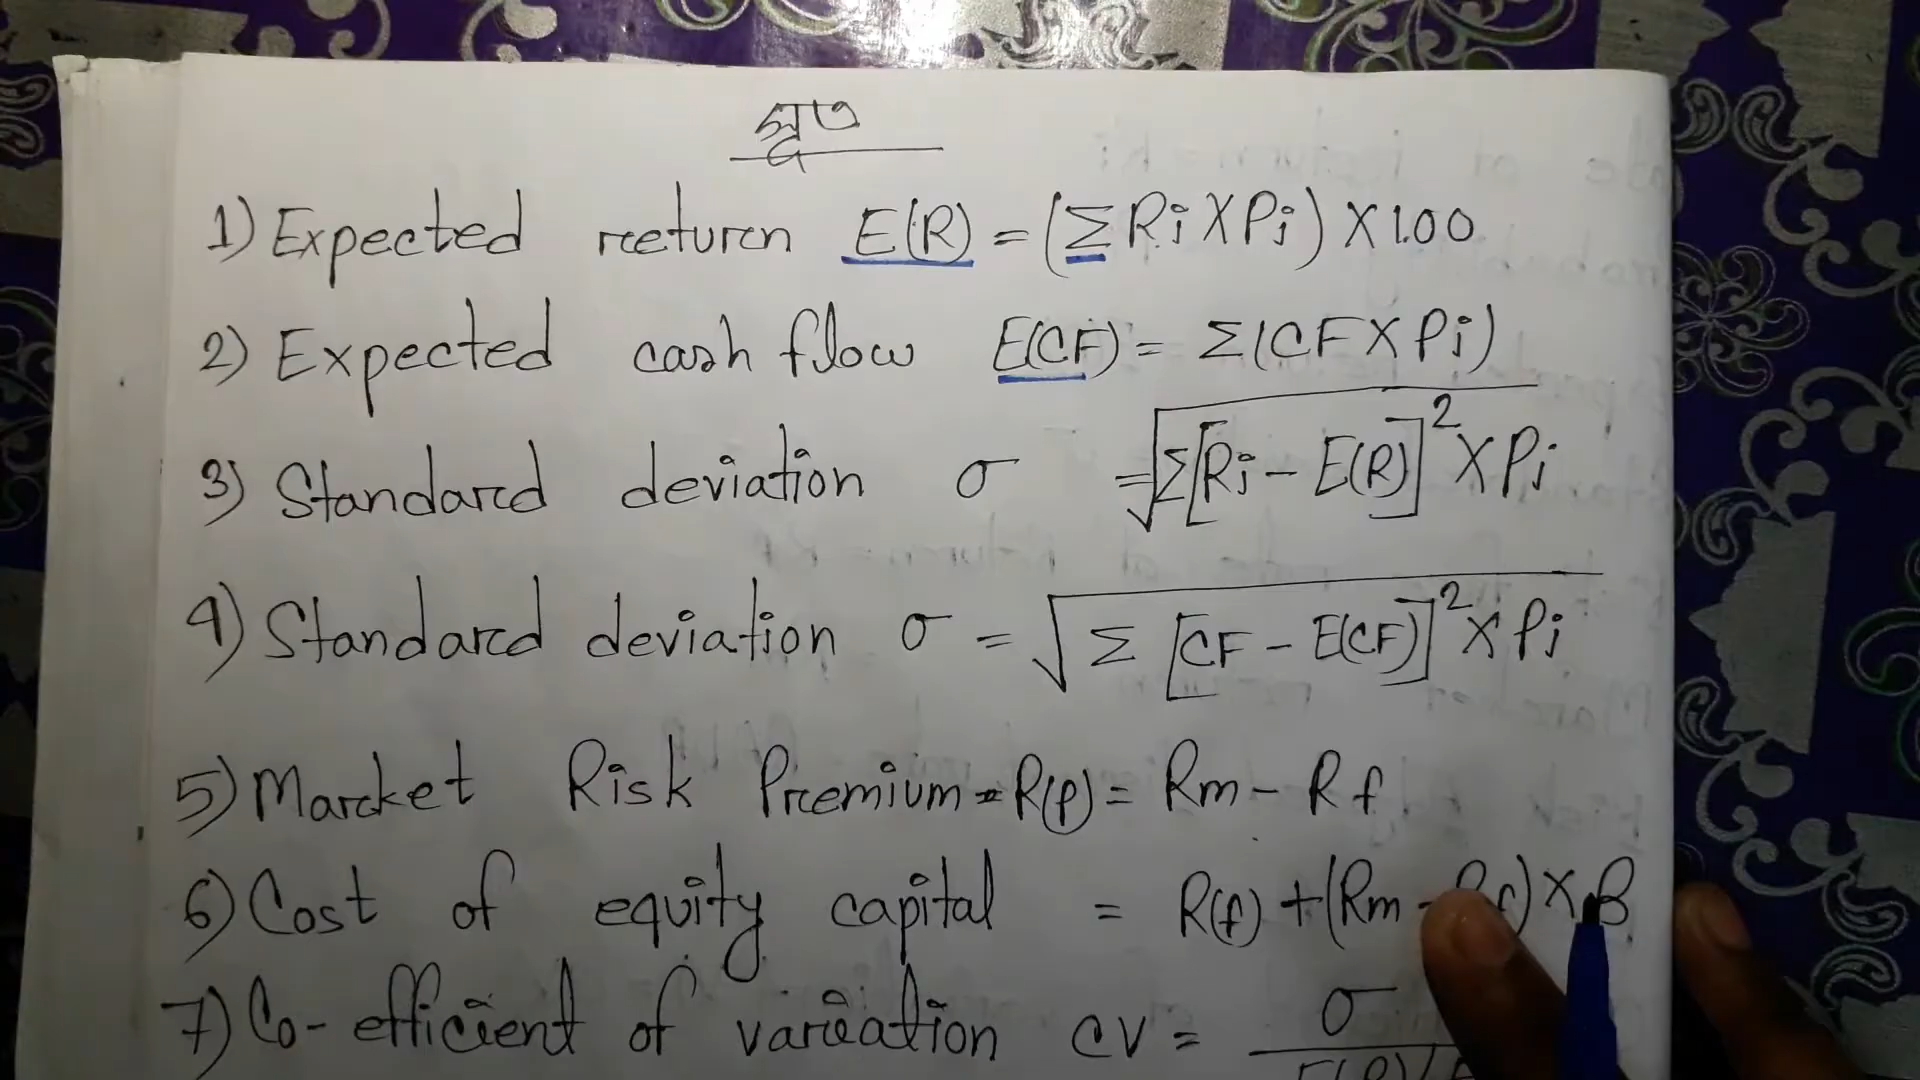 সূত্র
1) Expected return E(R) = (Σ Ri X Pi) X 100
2) Expected cash flow E(CF) = Σ(CF X Pi)
3) Standard deviation σ = √Σ[Ri - E(R)]² X Pi
4) Standard deviation σ = √Σ [CF - E(CF)]² X Pi
5) Market Risk Premium = R(p) = Rm - Rf
6) Cost of equity capital = R(f) + (Rm - Rf) X B
7) Co-efficient of variation CV = σ